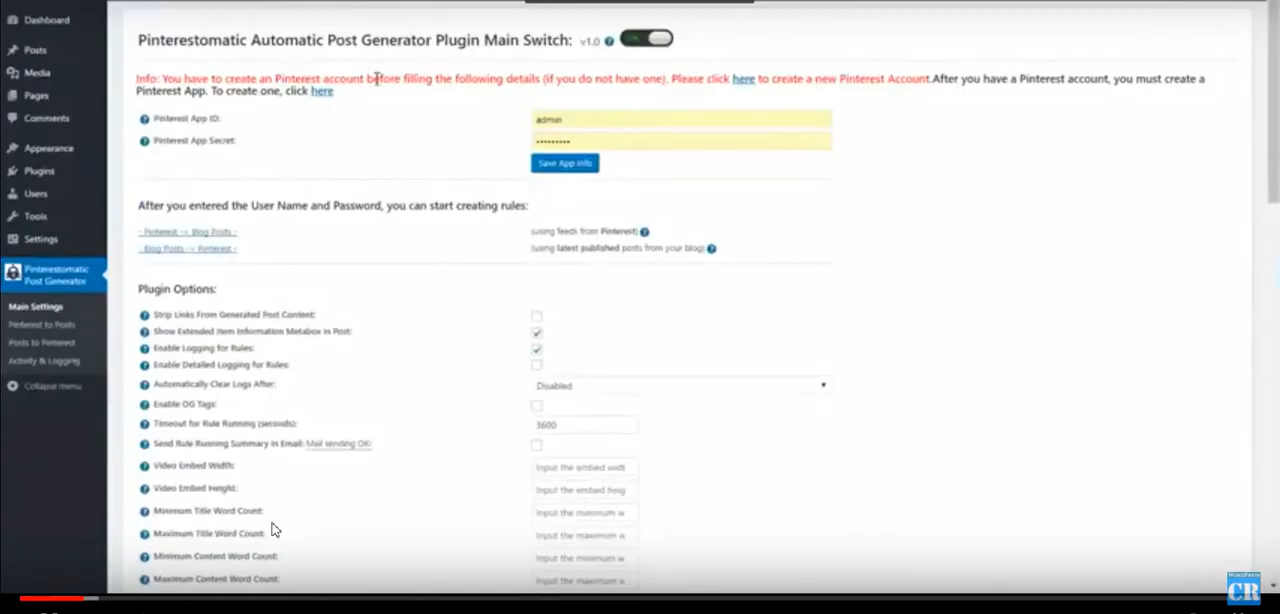 Dashboard
Posts
Media
Pages
Comments
Appearance
Plugins
Users
Tools
Settings
Pinterestomatic
Post Generator
Main Settings
Pinterest to Posts
Posts to Pinterest
Activity & Logging
Collapse menu
Pinterestomatic Automatic Post Generator Plugin Main Switch: v1.0
Info: You have to create an Pinterest account before filling the following details (if you do not have one). Please click here to create a new Pinterest Account.After you have a Pinterest account, you must create a
Pinterest App. To create one, click here
Pinterest App ID: admin
Pinterest App Secret: •••••••••
Save App Info
After you entered the User Name and Password, you can start creating rules:
- Pinterest -> Blog Posts - (using feeds from Pinterest)
- Blog Posts -> Pinterest - (using latest published posts from your blog)
Plugin Options:
Strip Links From Generated Post Content:
Show Extended Item Information Metabox in Post:
Enable Logging for Rules:
Enable Detailed Logging for Rules:
Automatically Clear Logs After: Disabled
Enable OG Tags:
Timeout for Rule Running (seconds): 3600
Send Rule Running Summary in Email: Mail sending OK!
Video Embed Width: Input the embed widt
Video Embed Height: Input the embed heig
Minimum Title Word Count: Input the minimum w
Maximum Title Word Count: Input the maximum w
Minimum Content Word Count: Input the minimum w
Maximum Content Word Count: Input the maximum w
WORDPRESS
CR